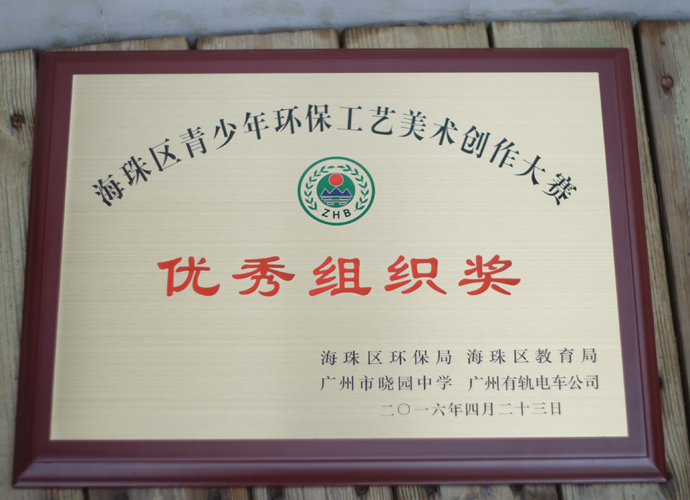 海珠区青少年环保工艺美术创作大赛
ZHB
优秀组织奖
海珠区环保局 海珠区教育局
广州市晓园中学 广州有轨电车公司
二〇一六年四月二十三日